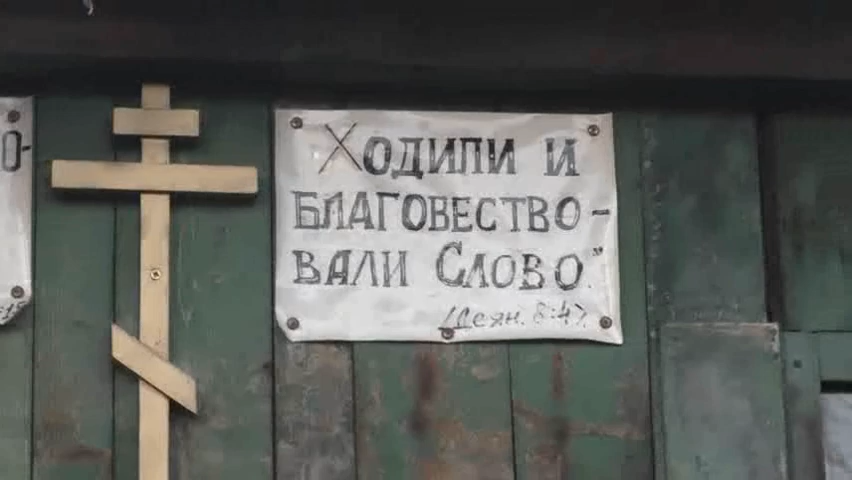 О-
Ходили и
БЛАГОВЕСТВО-
ВАЛИ СЛОВО."
/Деян. 8:4/.